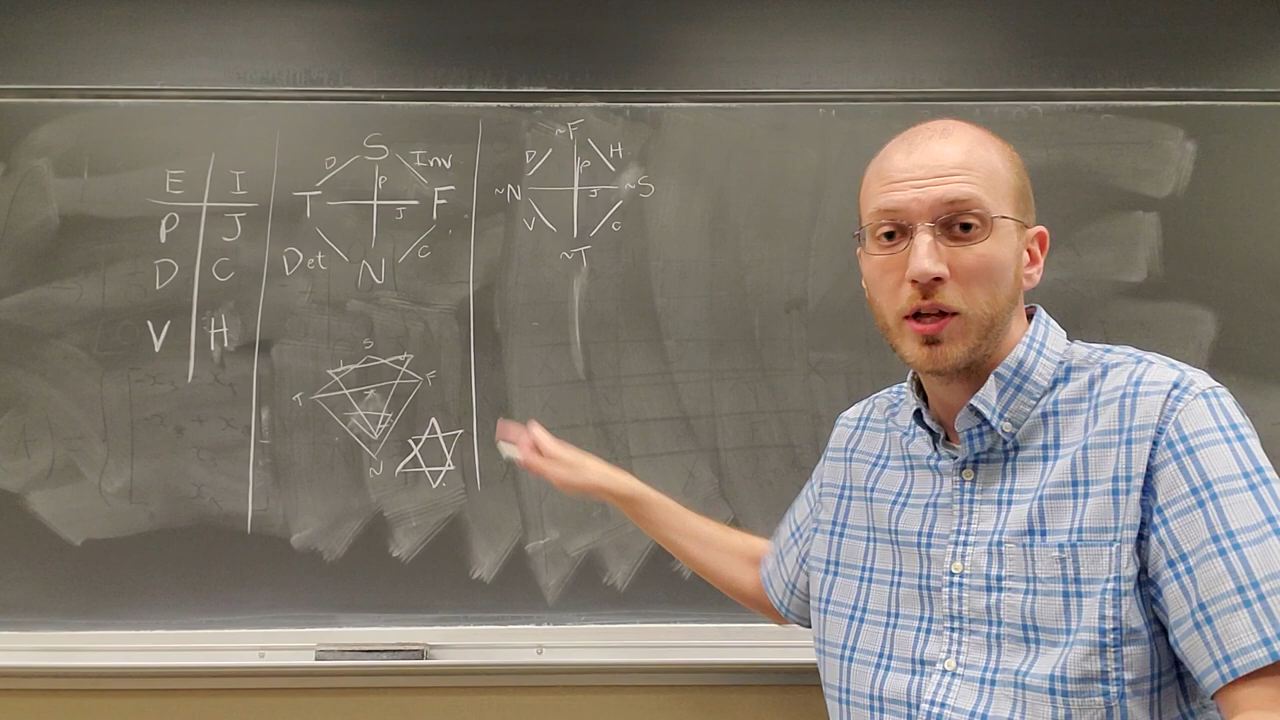 E I
P J
D C
V H
S
D Inv
P
T J F
Det C
N
S
T F
N
~F
D H
P
~N J ~S
V C
~T